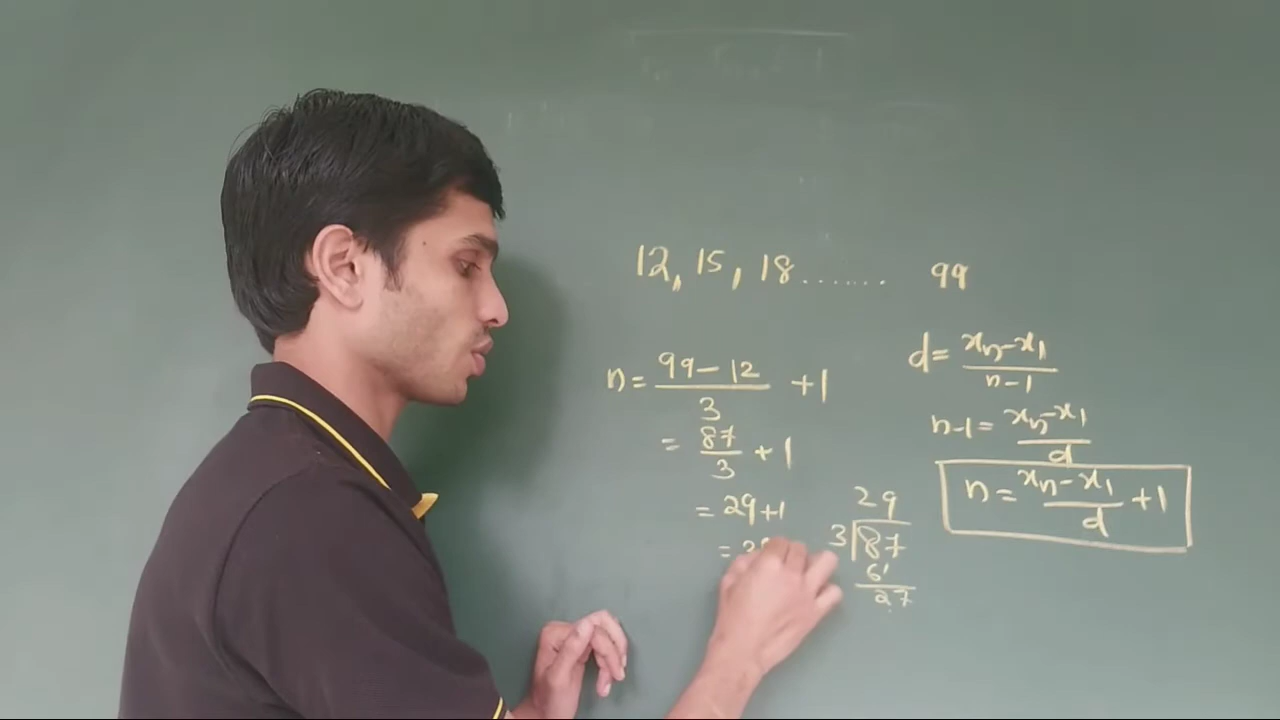 12, 15, 18....... 99
n = 99-12/3 + 1
= 87/3 + 1
= 29+1
=
29
3|87
6
27
d = xn-x1/n-1
n-1 = xn-x1/d
n = xn-x1/d + 1